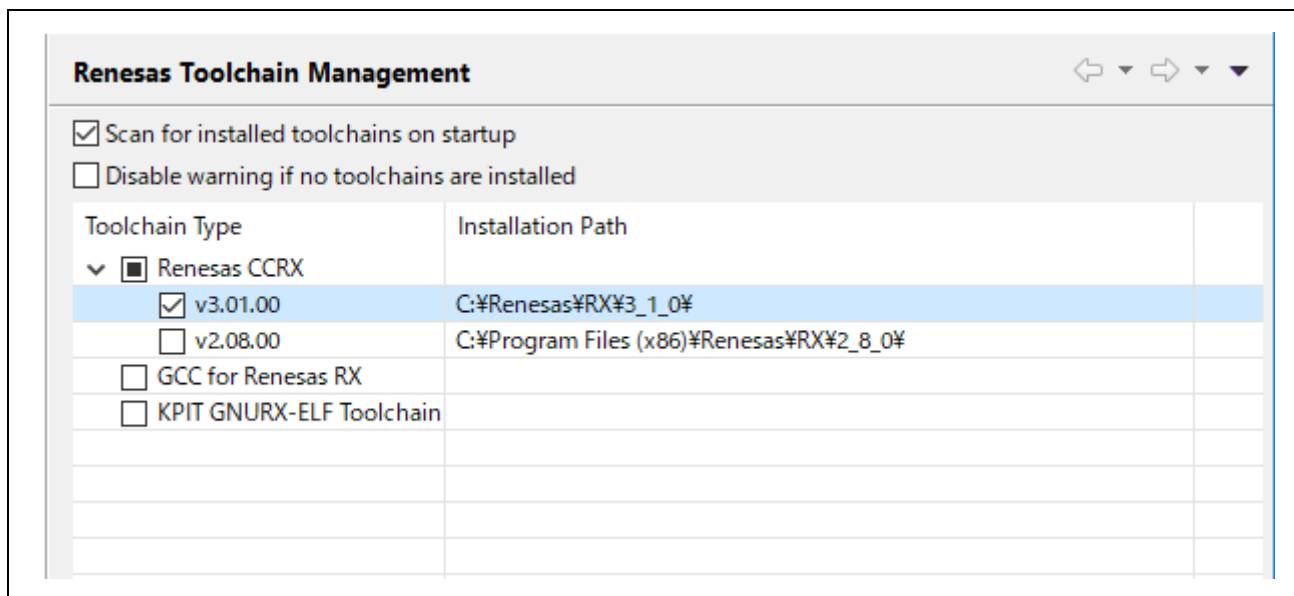 Renesas Toolchain Management
Scan for installed toolchains on startup
Disable warning if no toolchains are installed
Toolchain Type Installation Path
Renesas CCRX
v3.01.00 C:¥Renesas¥RX¥3_1_0¥
v2.08.00 C:¥Program Files (x86)¥Renesas¥RX¥2_8_0¥
GCC for Renesas RX
KPIT GNURX-ELF Toolchain